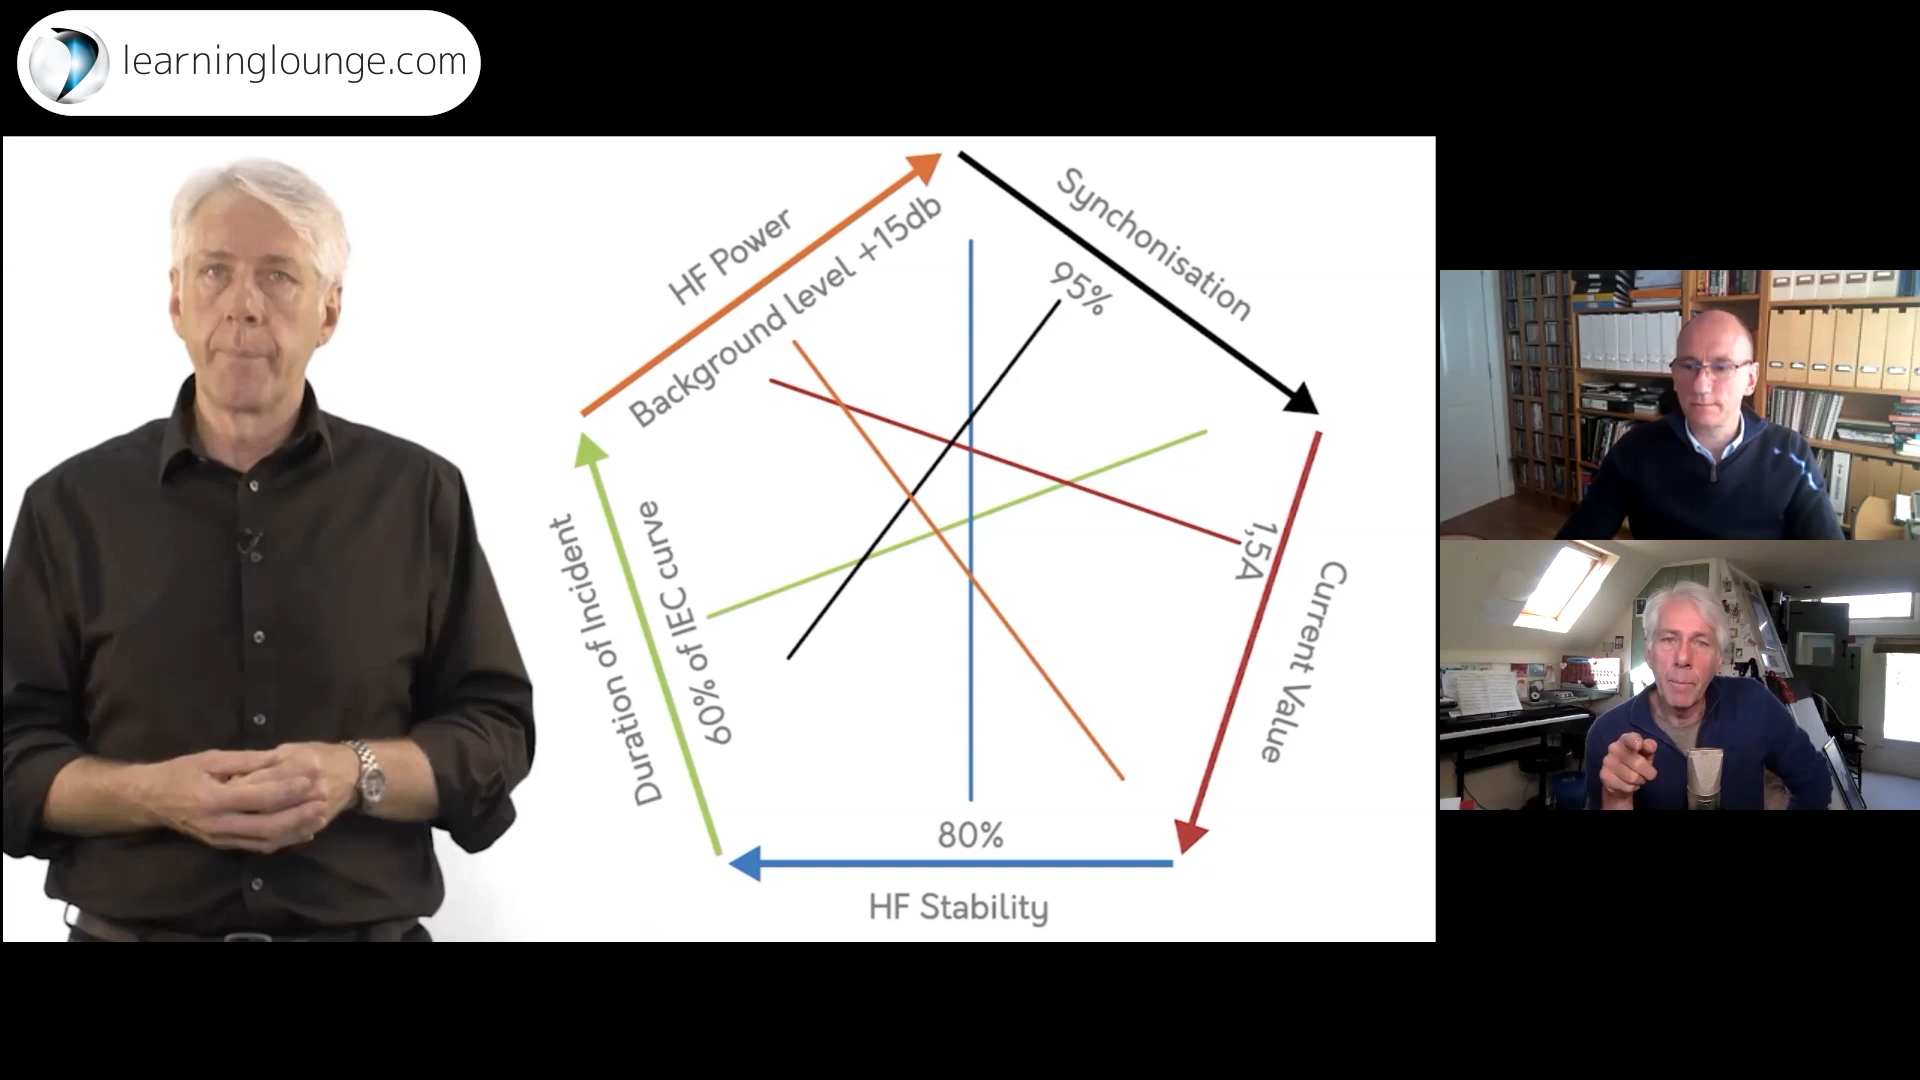 learninglounge.com
HF Power
Background level +15db
Synchonisation
95%
1,5A
Current Value
Duration of Incident
60% of IEC curve
80%
HF Stability